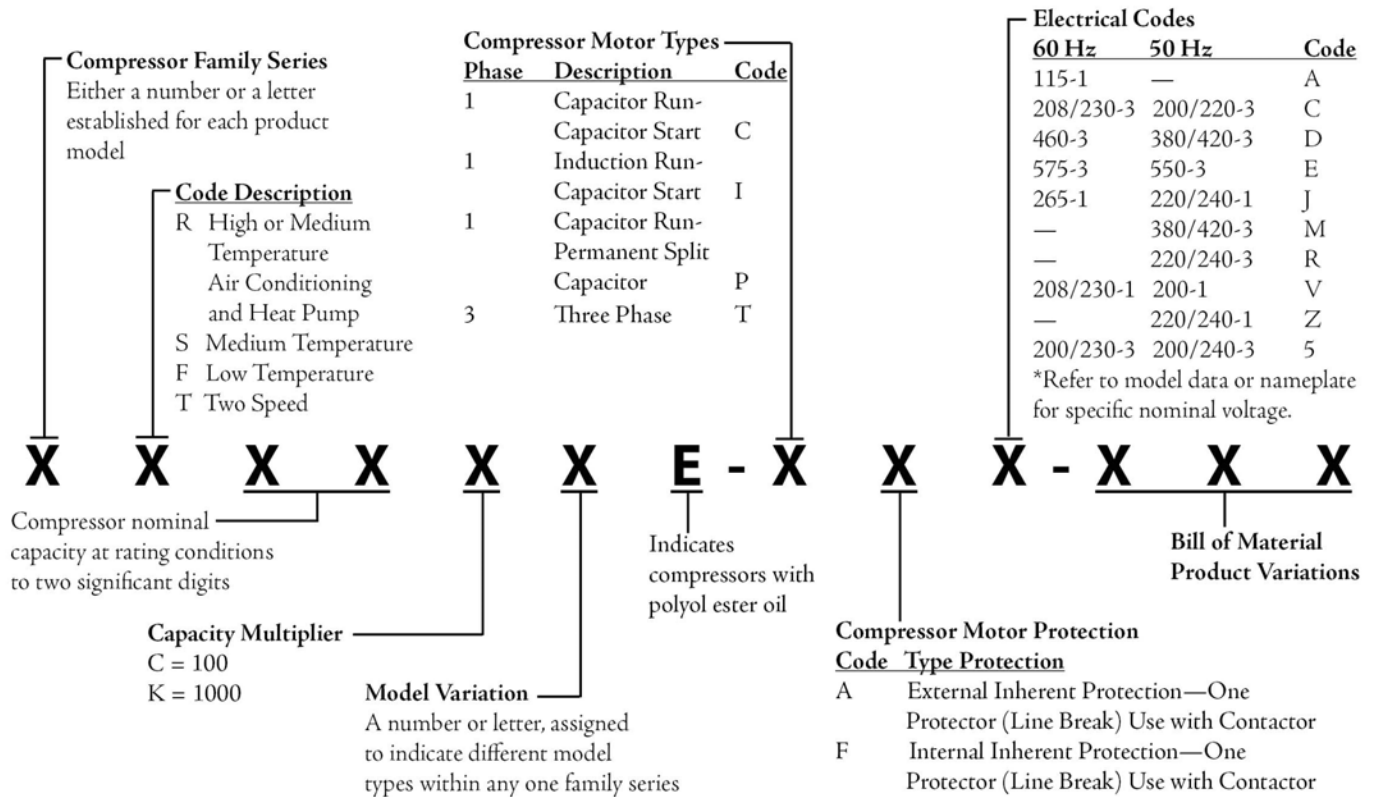 Compressor Family Series
Either a number or a letter
established for each product
model
Code Description
R High or Medium
Temperature
Air Conditioning
and Heat Pump
S Medium Temperature
F Low Temperature
T Two Speed
Compressor Motor Types
Phase Description Code
1 Capacitor Run-
Capacitor Start C
1 Induction Run-
Capacitor Start I
1 Capacitor Run-
Permanent Split
Capacitor P
3 Three Phase T
Electrical Codes
60 Hz 50 Hz Code
115-1 — A
208/230-3 200/220-3 C
460-3 380/420-3 D
575-3 550-3 E
265-1 220/240-1 J
— 380/420-3 M
— 220/240-3 R
208/230-1 200-1 V
— 220/240-1 Z
200/230-3 200/240-3 5
*Refer to model data or nameplate
for specific nominal voltage.
X X X X X X E - X X X - X X X
Compressor nominal
capacity at rating conditions
to two significant digits
Capacity Multiplier
C = 100
K = 1000
Model Variation
A number or letter, assigned
to indicate different model
types within any one family series
Indicates
compressors with
polyol ester oil
Compressor Motor Protection
Code Type Protection
A External Inherent Protection—One
Protector (Line Break) Use with Contactor
F Internal Inherent Protection—One
Protector (Line Break) Use with Contactor
Bill of Material
Product Variations